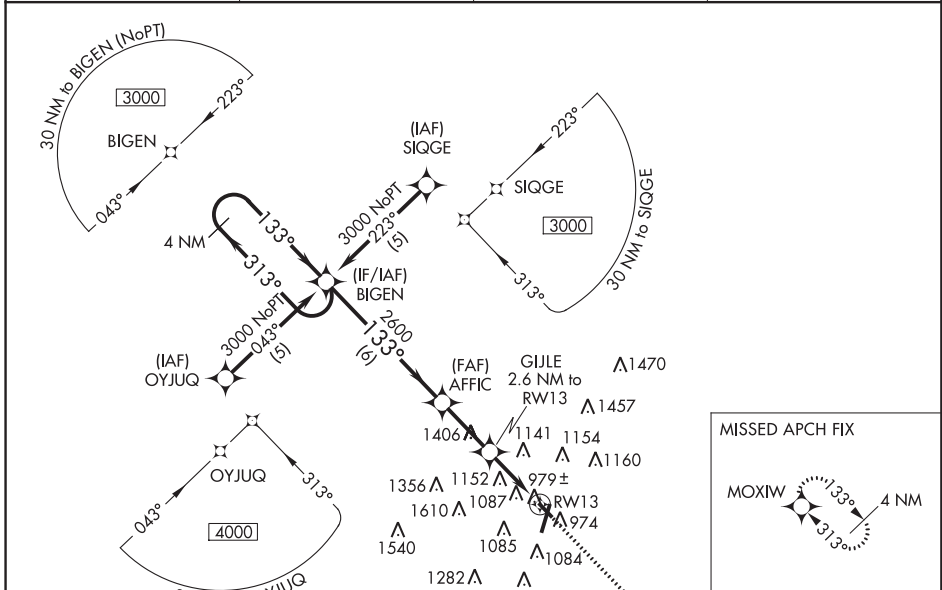 30 NM to BIGEN (NoPT)
3000
223°
BIGEN
043°
(IAF)
SIQGE
223°
SIQGE
3000
313°
30 NM to SIQGE
4 NM
133°
313°
3000 NoPT
223°
(5)
(IF/IAF)
BIGEN
3000 NoPT
043°
(5)
(IAF)
OYJUQ
2600
133°
(6)
(FAF)
AFFIC
GIJLE
2.6 NM to
RW13
1470
1457
1406
1141
1154
1160
1356
1152
979±
1610
1087
RW13
974
1540
1085
1084
1282
OYJUQ
043°
313°
4000
MISSED APCH FIX
MOXIW
133°
4 NM
313°